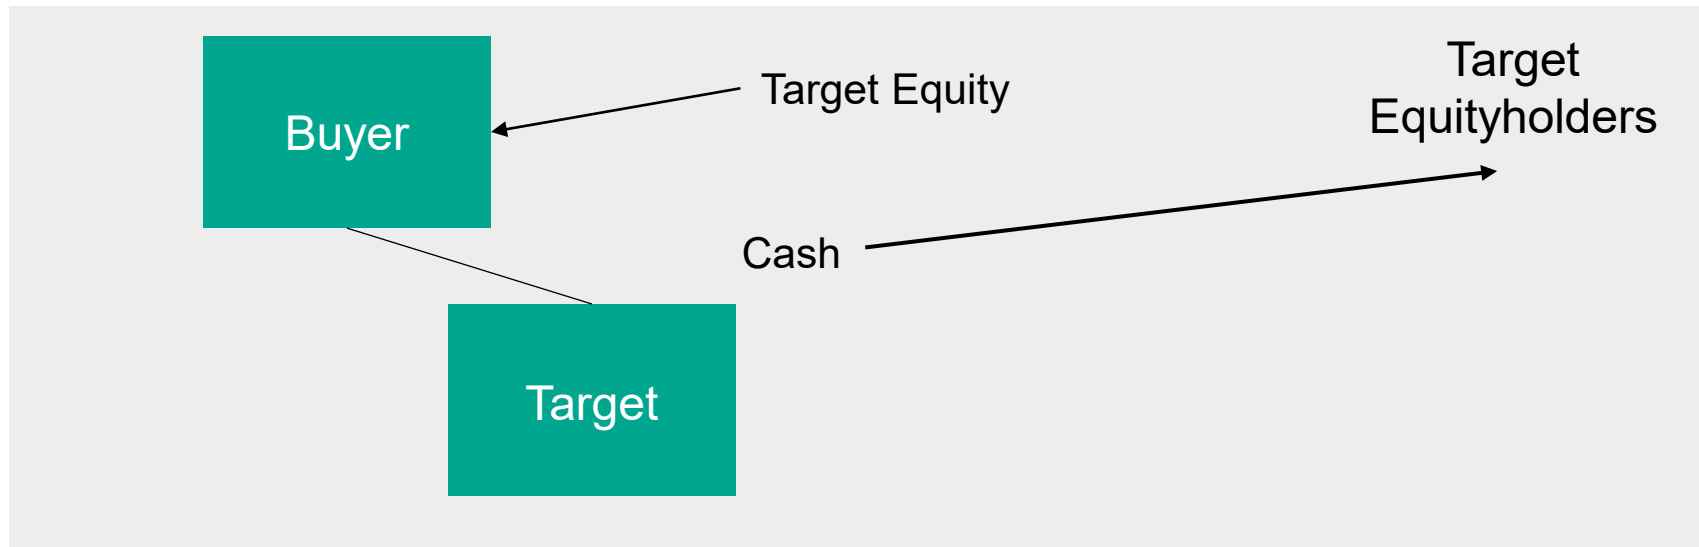 Buyer
Target Equity
Target
Equityholders
Cash
Target